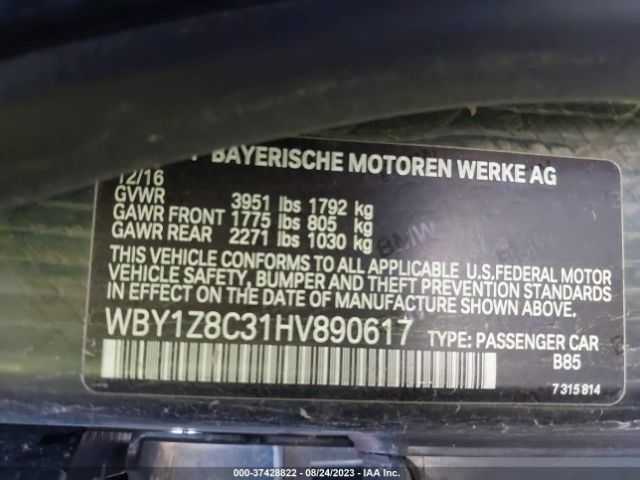 BAYERISCHE MOTOREN WERKE AG
12/16
GVWR 3951 lbs 1792 kg
GAWR FRONT 1775 lbs 805 kg
GAWR REAR 2271 lbs 1030 kg
THIS VEHICLE CONFORMS TO ALL APPLICABLE U.S.FEDERAL MOTOR
VEHICLE SAFETY, BUMPER AND THEFT PREVENTION STANDARDS
IN EFFECT ON THE DATE OF MANUFACTURE SHOWN ABOVE.
WBY1Z8C31HV890617 TYPE: PASSENGER CAR
B85
7 315 814
000-37428822 - 08/24/2023 - IAA Inc.